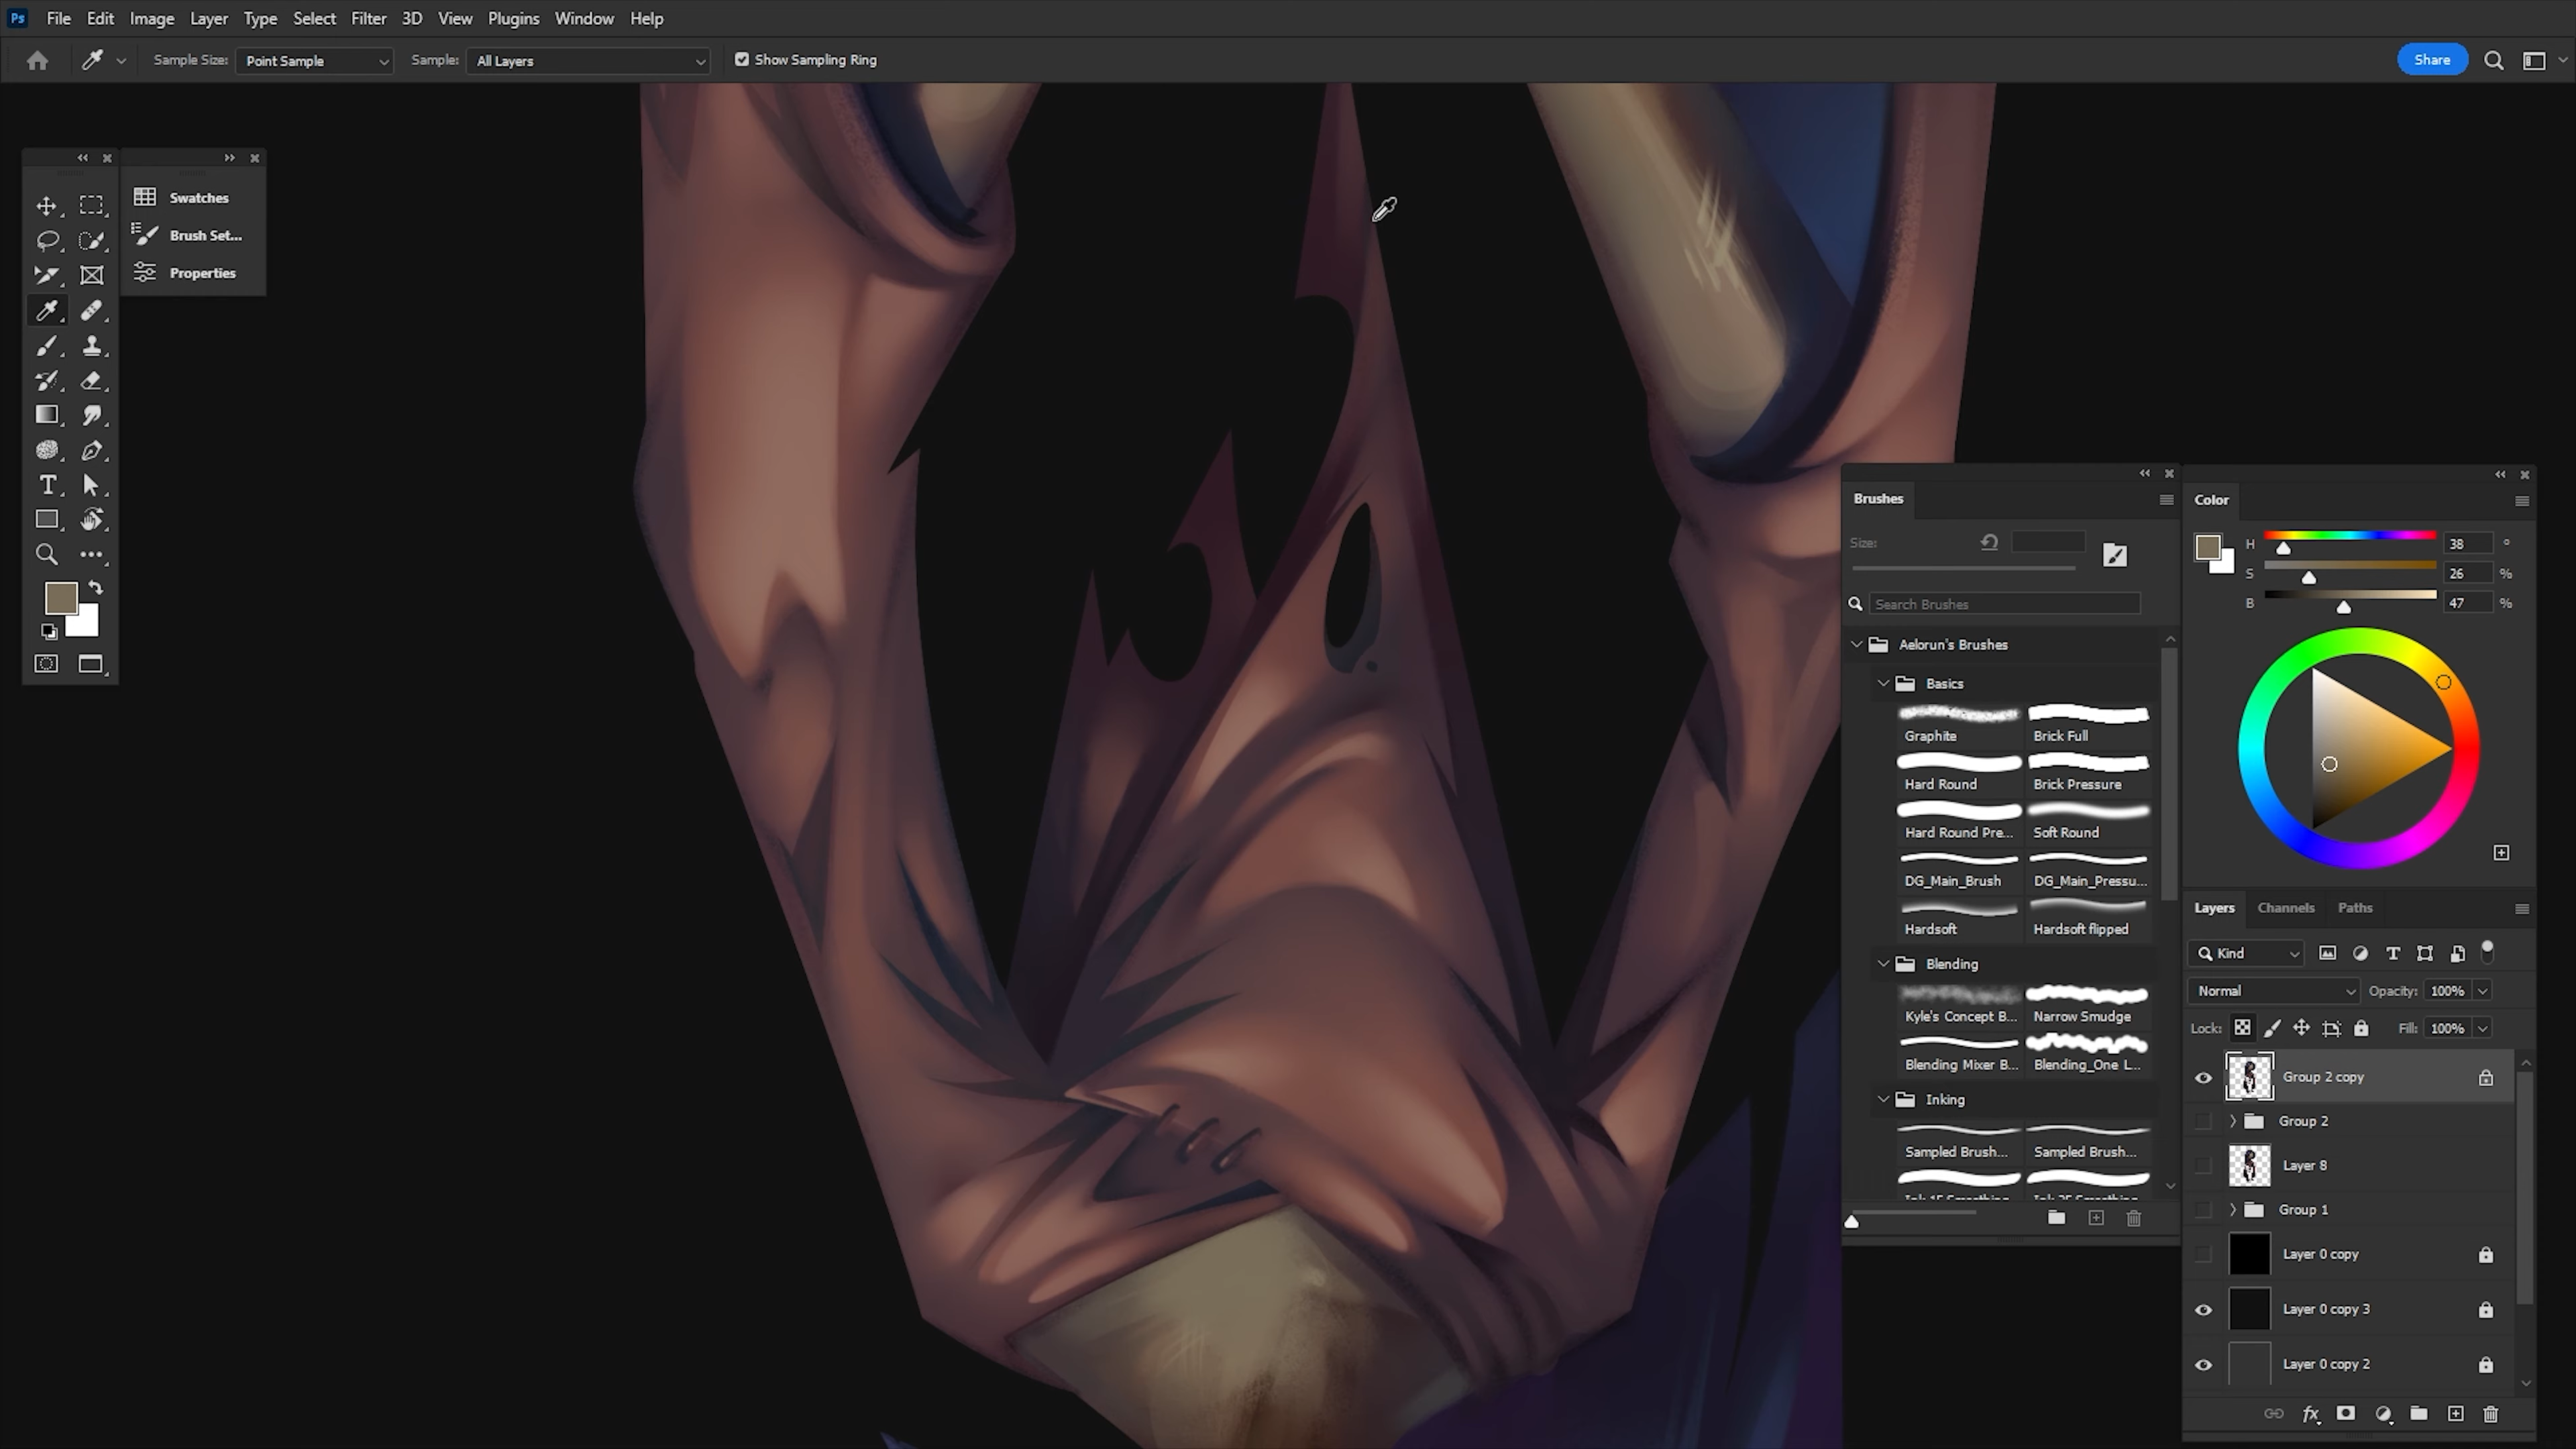 Ps File Edit Image Layer Type Select Filter 3D View Plugins Window Help
Sample Size: Point Sample Sample: All Layers Show Sampling Ring Share
Swatches
Brush Set...
Properties
Brushes
Size:
Search Brushes
Aelorun's Brushes
Basics
Graphite Brick Full
Hard Round Brick Pressure
Hard Round Pre... Soft Round
DG_Main_Brush DG_Main_Pressu...
Hardsoft Hardsoft flipped
Blending
Kyle's Concept B... Narrow Smudge
Blending Mixer B... Blending_One L...
Inking
Sampled Brush... Sampled Brush...
Color
H 38 °
S 26 %
B 47 %
Layers Channels Paths
Kind
Normal Opacity: 100%
Lock: Fill: 100%
Group 2 copy
Group 2
Layer 8
Group 1
Layer 0 copy
Layer 0 copy 3
Layer 0 copy 2